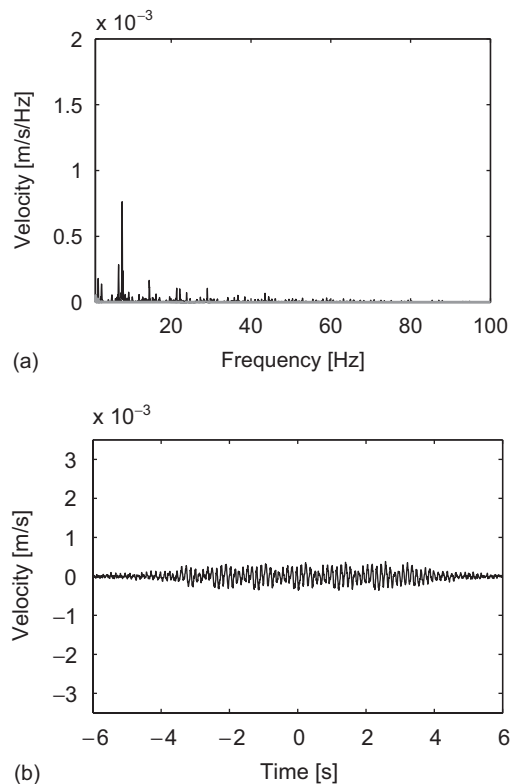 x 10⁻³
2
1.5
1
0.5
0
Velocity [m/s/Hz]
20 40 60 80 100
Frequency [Hz]
(a)
x 10⁻³
3
2
1
0
−1
−2
−3
Velocity [m/s]
−6 −4 −2 0 2 4 6
Time [s]
(b)